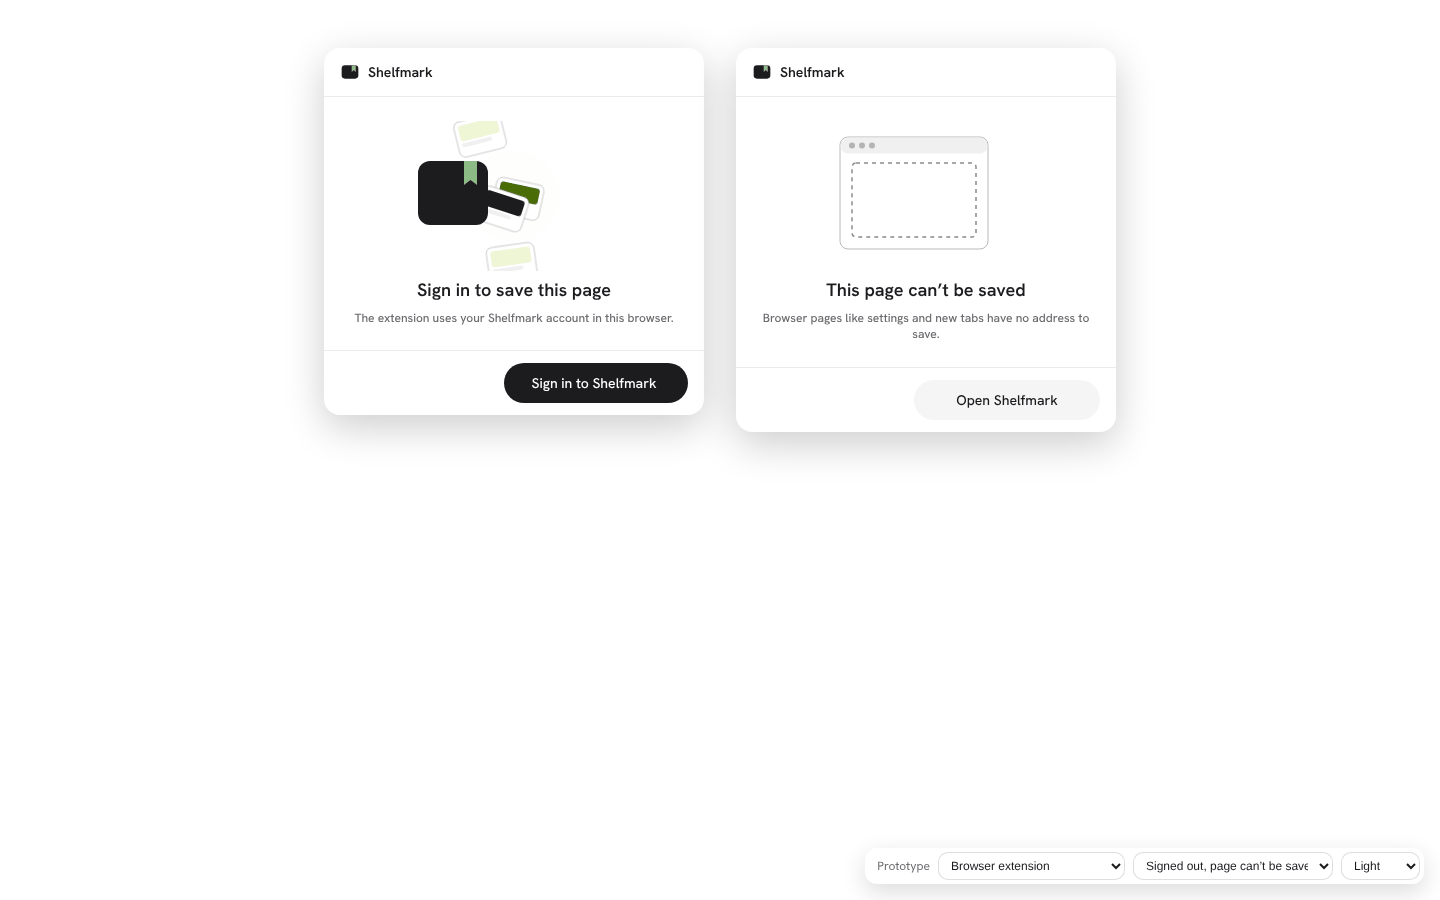 Shelfmark
Sign in to save this page
The extension uses your Shelfmark account in this browser.
Sign in to Shelfmark
Shelfmark
This page can’t be saved
Browser pages like settings and new tabs have no address to
save.
Open Shelfmark
Prototype Browser extension Signed out, page can’t be save Light